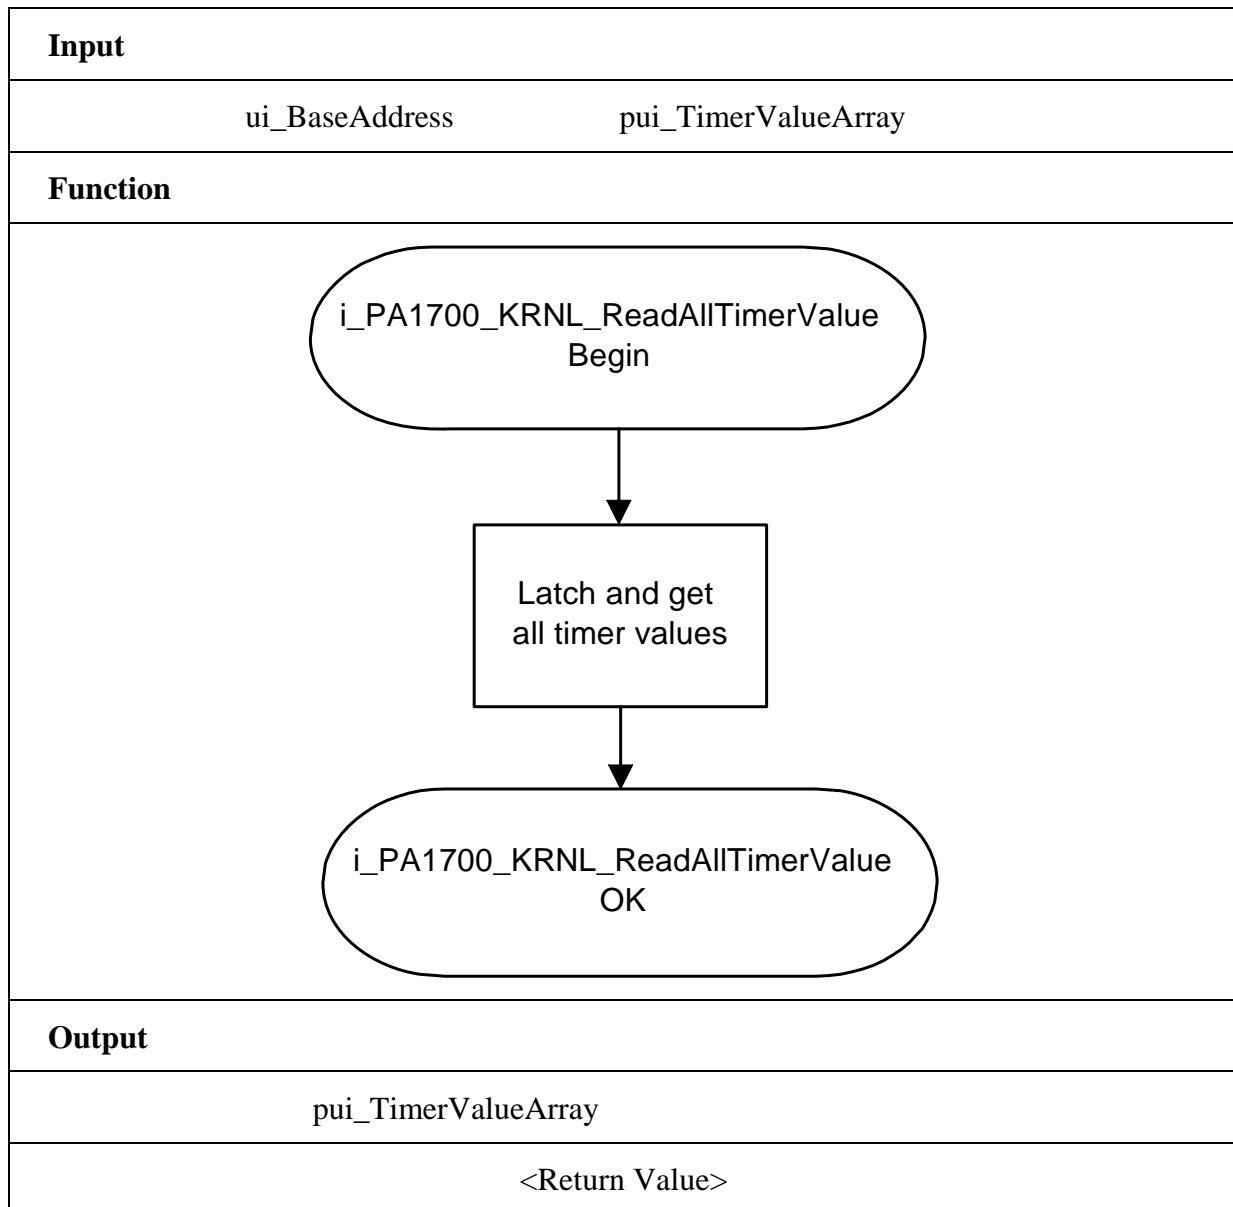 Input
ui_BaseAddress pui_TimerValueArray
Function
i_PA1700_KRNL_ReadAllTimerValue
Begin
Latch and get
all timer values
i_PA1700_KRNL_ReadAllTimerValue
OK
Output
pui_TimerValueArray
<Return Value>